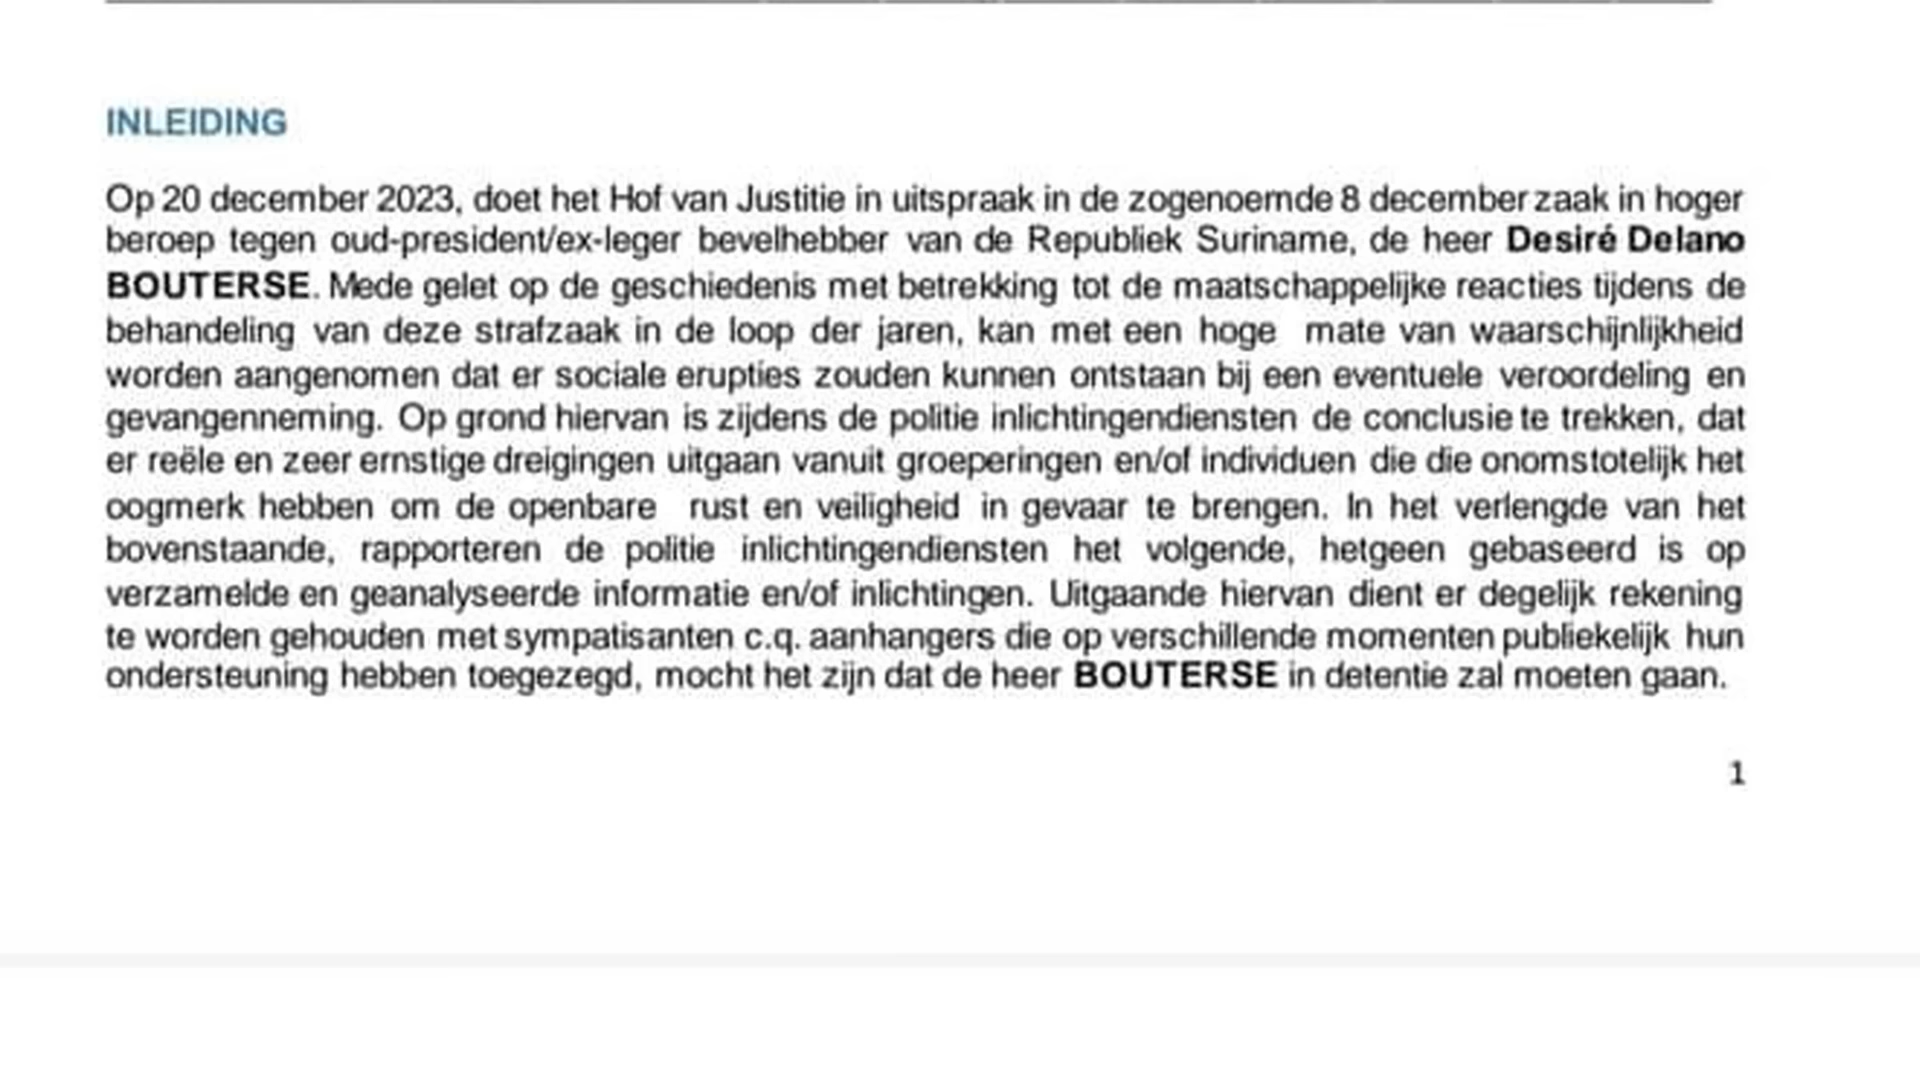 INLEIDING
Op 20 december 2023, doet het Hof van Justitie in uitspraak in de zogenoemde 8 december zaak in hoger
beroep tegen oud-president/ex-leger bevelhebber van de Republiek Suriname, de heer Desiré Delano
BOUTERSE. Mede gelet op de geschiedenis met betrekking tot de maatschappelijke reacties tijdens de
behandeling van deze strafzaak in de loop der jaren, kan met een hoge mate van waarschijnlijkheid
worden aangenomen dat er sociale erupties zouden kunnen ontstaan bij een eventuele veroordeling en
gevangenneming. Op grond hiervan is zijdens de politie inlichtingendiensten de conclusie te trekken, dat
er reële en zeer ernstige dreigingen uitgaan vanuit groeperingen en/of individuen die die onomstotelijk het
oogmerk hebben om de openbare rust en veiligheid in gevaar te brengen. In het verlengde van het
bovenstaande, rapporteren de politie inlichtingendiensten het volgende, hetgeen gebaseerd is op
verzamelde en geanalyseerde informatie en/of inlichtingen. Uitgaande hiervan dient er degelijk rekening
te worden gehouden met sympatisanten c.q. aanhangers die op verschillende momenten publiekelijk hun
ondersteuning hebben toegezegd, mocht het zijn dat de heer BOUTERSE in detentie zal moeten gaan.
1